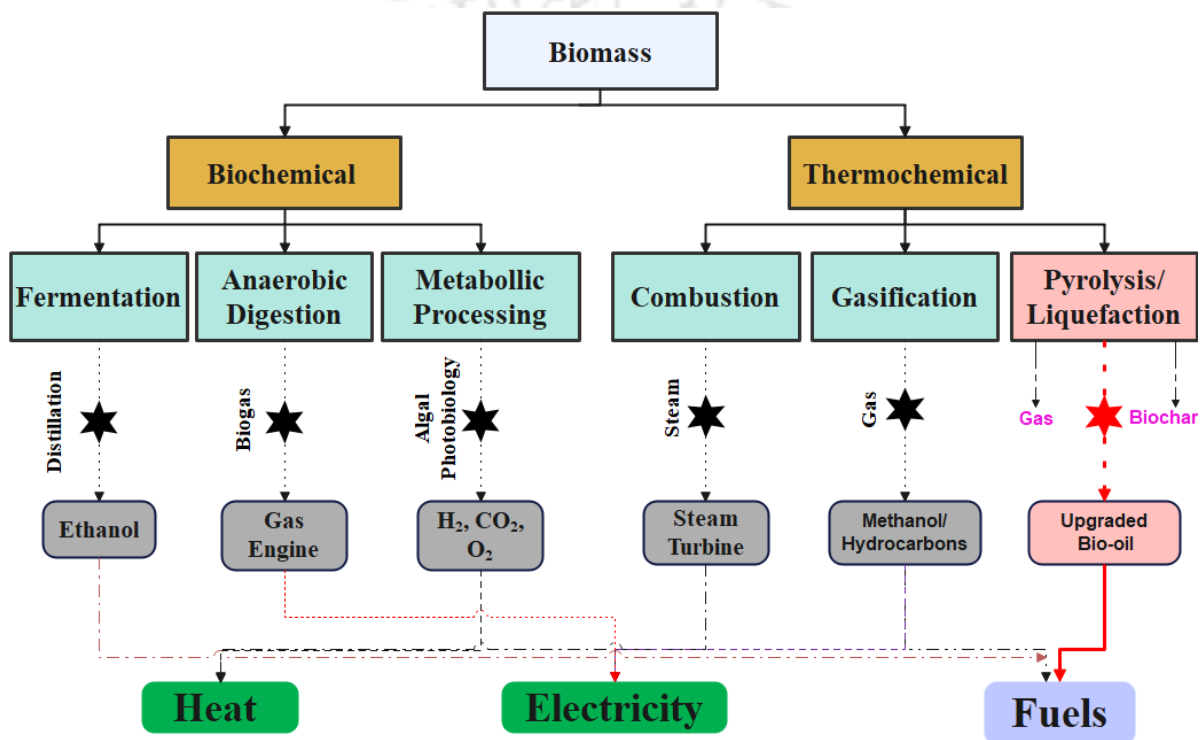 Biomass
Biochemical
Thermochemical
Fermentation
Anaerobic
Digestion
Metabollic
Processing
Combustion
Gasification
Pyrolysis/
Liquefaction
Distillation
Biogas
Algal
Photobiology
Steam
Gas
Gas
Biochar
Ethanol
Gas
Engine
H₂, CO₂,
O₂
Steam
Turbine
Methanol/
Hydrocarbons
Upgraded
Bio-oil
Heat
Electricity
Fuels